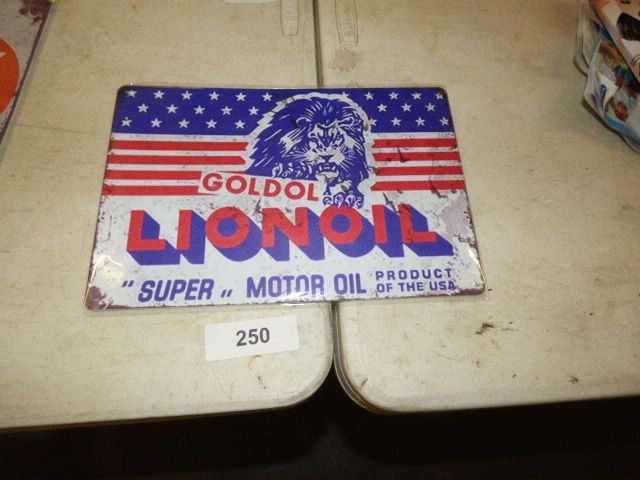 GOLDOL
LIONOIL
"SUPER„ MOTOR OIL PRODUCT OF THE USA
250